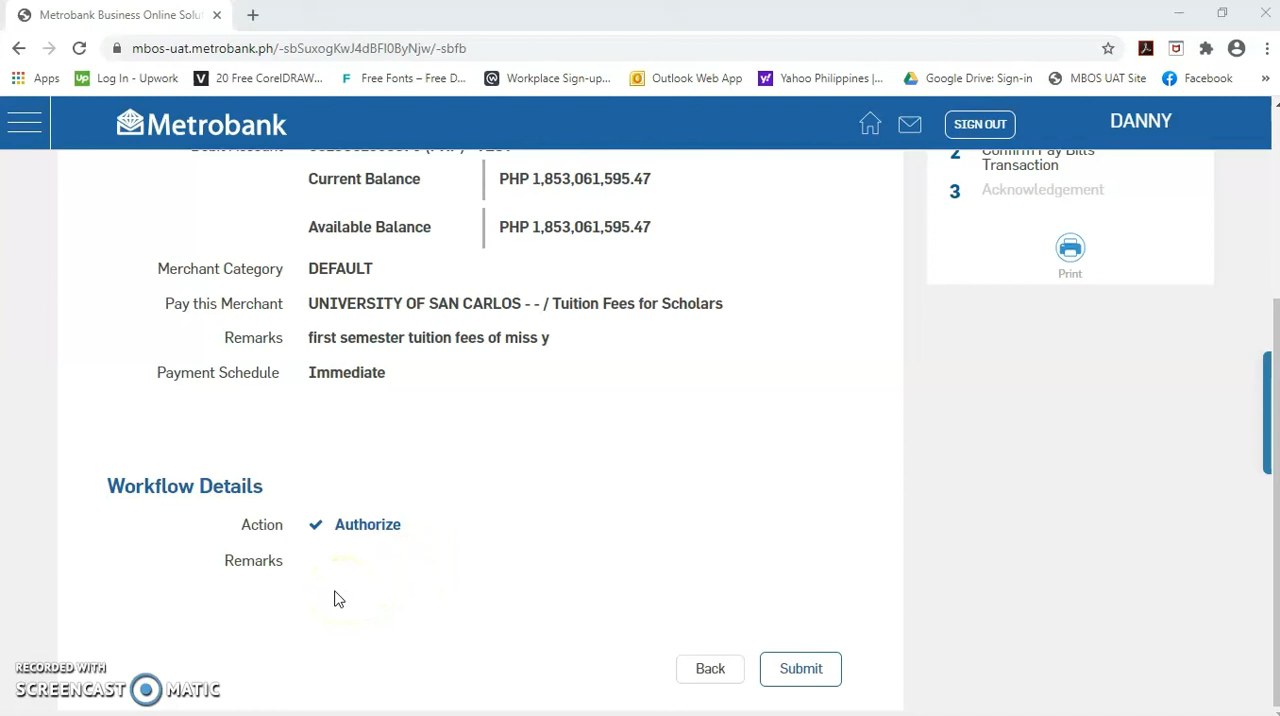 Metrobank Business Online Solu
mbos-uat.metrobank.ph/-sbSuxogKwJ4dBFI0ByNjw/-sbfb
Apps
Up Log In - Upwork
V 20 Free CorelDRAW...
F Free Fonts – Free D...
Workplace Sign-up...
Outlook Web App
Yahoo Philippines |...
Google Drive: Sign-in
MBOS UAT Site
Facebook
»
Metrobank
SIGN OUT
DANNY
Current Balance PHP 1,853,061,595.47
Available Balance PHP 1,853,061,595.47
Merchant Category DEFAULT
Pay this Merchant UNIVERSITY OF SAN CARLOS - - / Tuition Fees for Scholars
Remarks first semester tuition fees of miss y
Payment Schedule Immediate
2 Confirm Pay Bills
Transaction
3 Acknowledgement
Print
Workflow Details
Action Authorize
Remarks
Back
Submit
RECORDED WITH
SCREENCAST MATIC